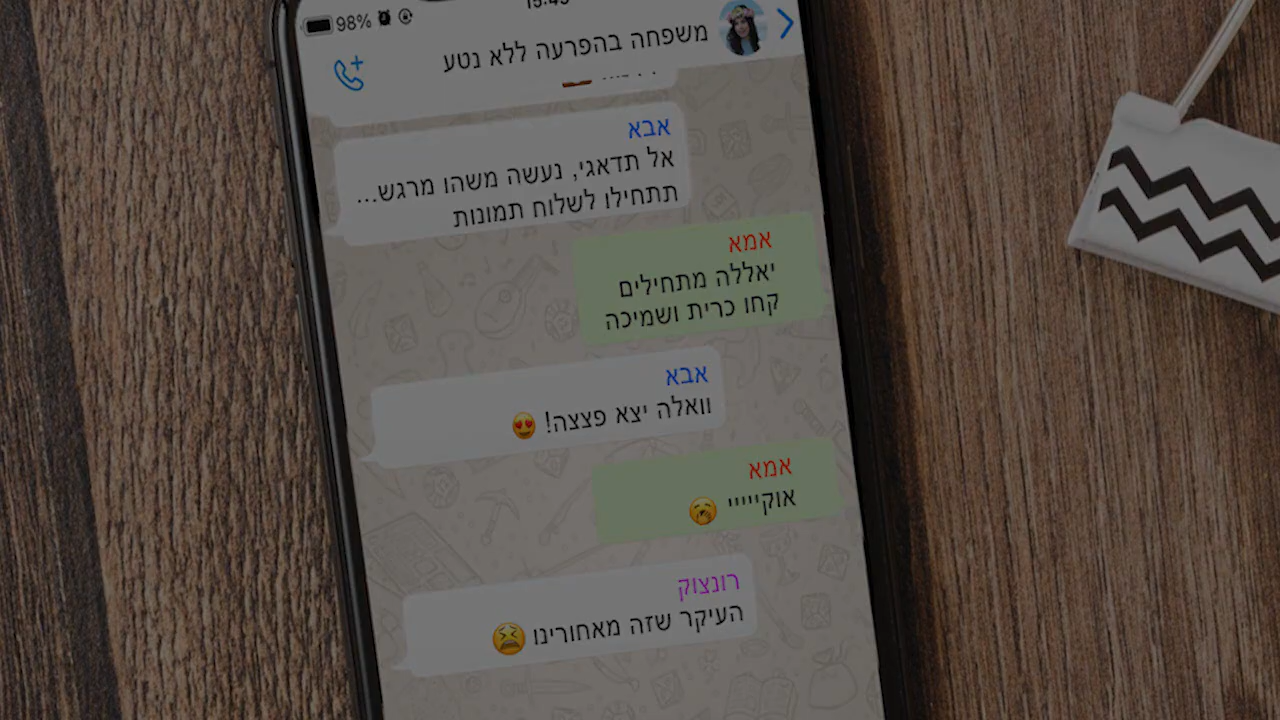 98%
משפחה בהפרעה ללא נטע
אבא
אל תדאגי, נעשה משהו מרגש...
תתחילו לשלוח תמונות
אמא
יאללה מתחילים
קחו כרית ושמיכה
אבא
וואלה יצא פצצה! 😍
אמא
אוקייייי 🥱
רונצוק
העיקר שזה מאחורינו 😫